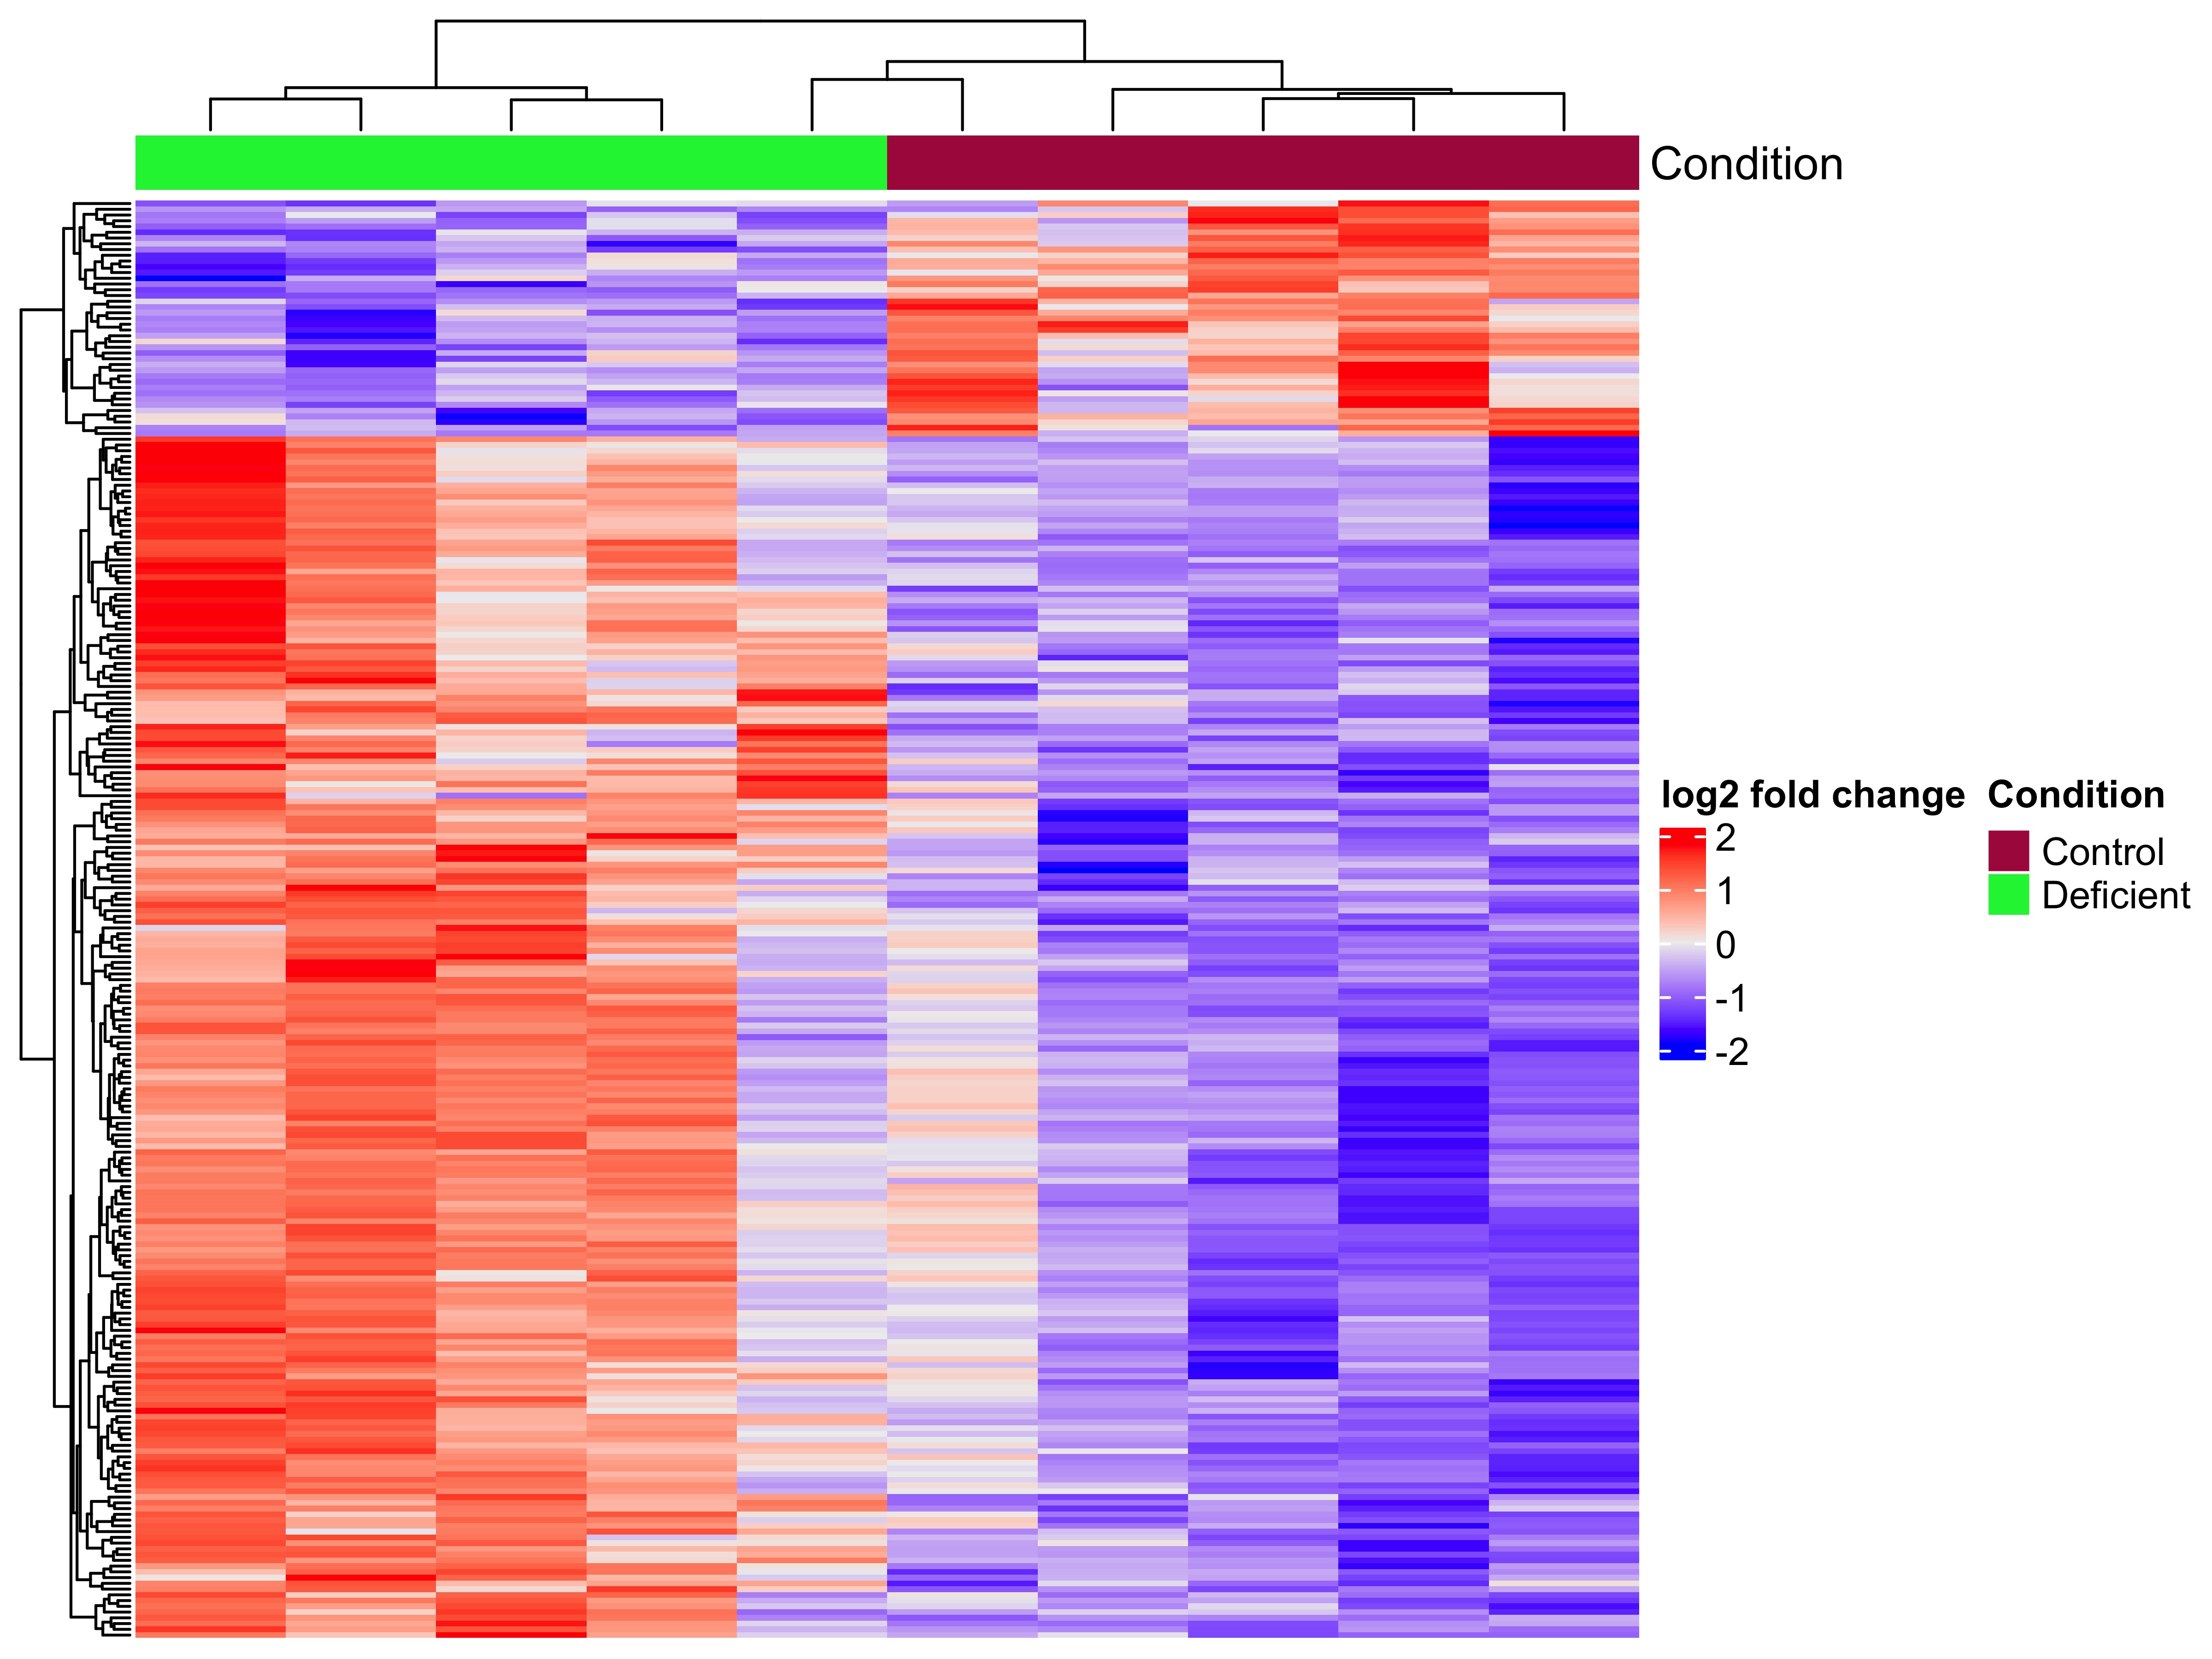 Condition
log2 fold change
2
1
0
-1
-2
Condition
Control
Deficient